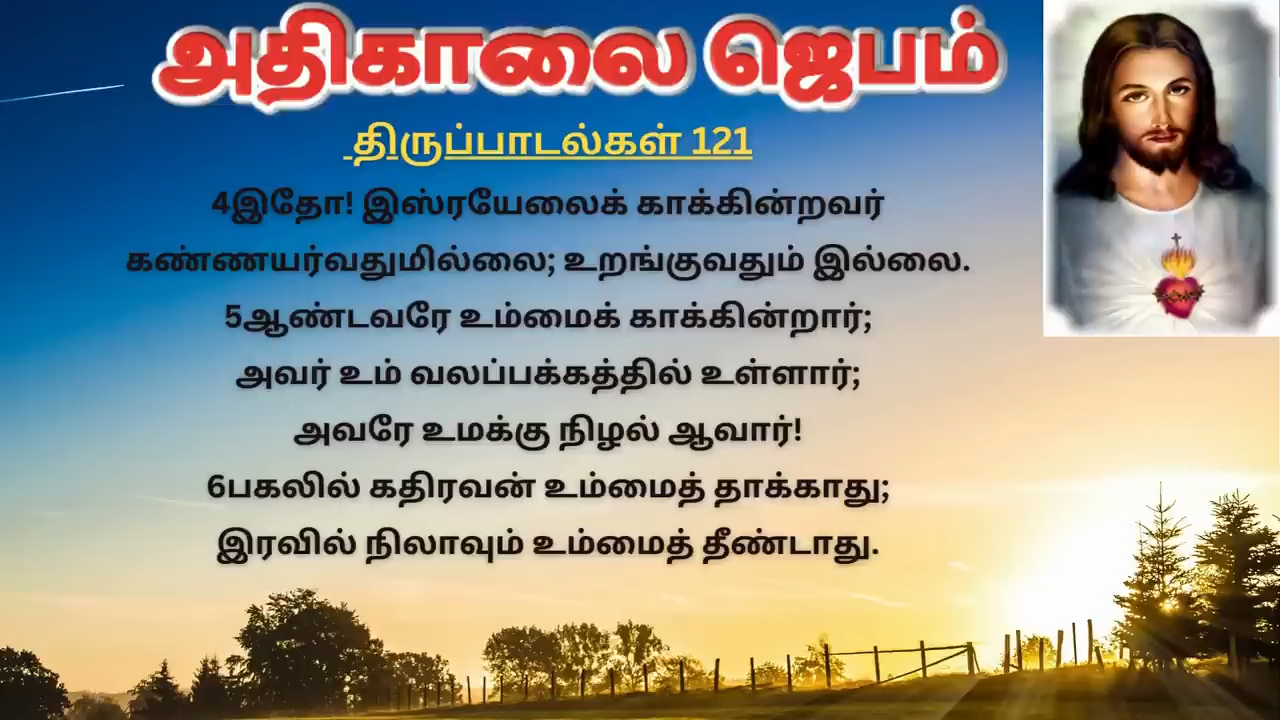 அதிகாலை ஜெபம்
திருப்பாடல்கள் 121
4இதோ! இஸ்ரயேலைக் காக்கின்றவர்
கண்ணயர்வதுமில்லை; உறங்குவதும் இல்லை.
5ஆண்டவரே உம்மைக் காக்கின்றார்;
அவர் உம் வலப்பக்கத்தில் உள்ளார்;
அவரே உமக்கு நிழல் ஆவார்!
6பகலில் கதிரவன் உம்மைத் தாக்காது;
இரவில் நிலாவும் உம்மைத் தீண்டாது.